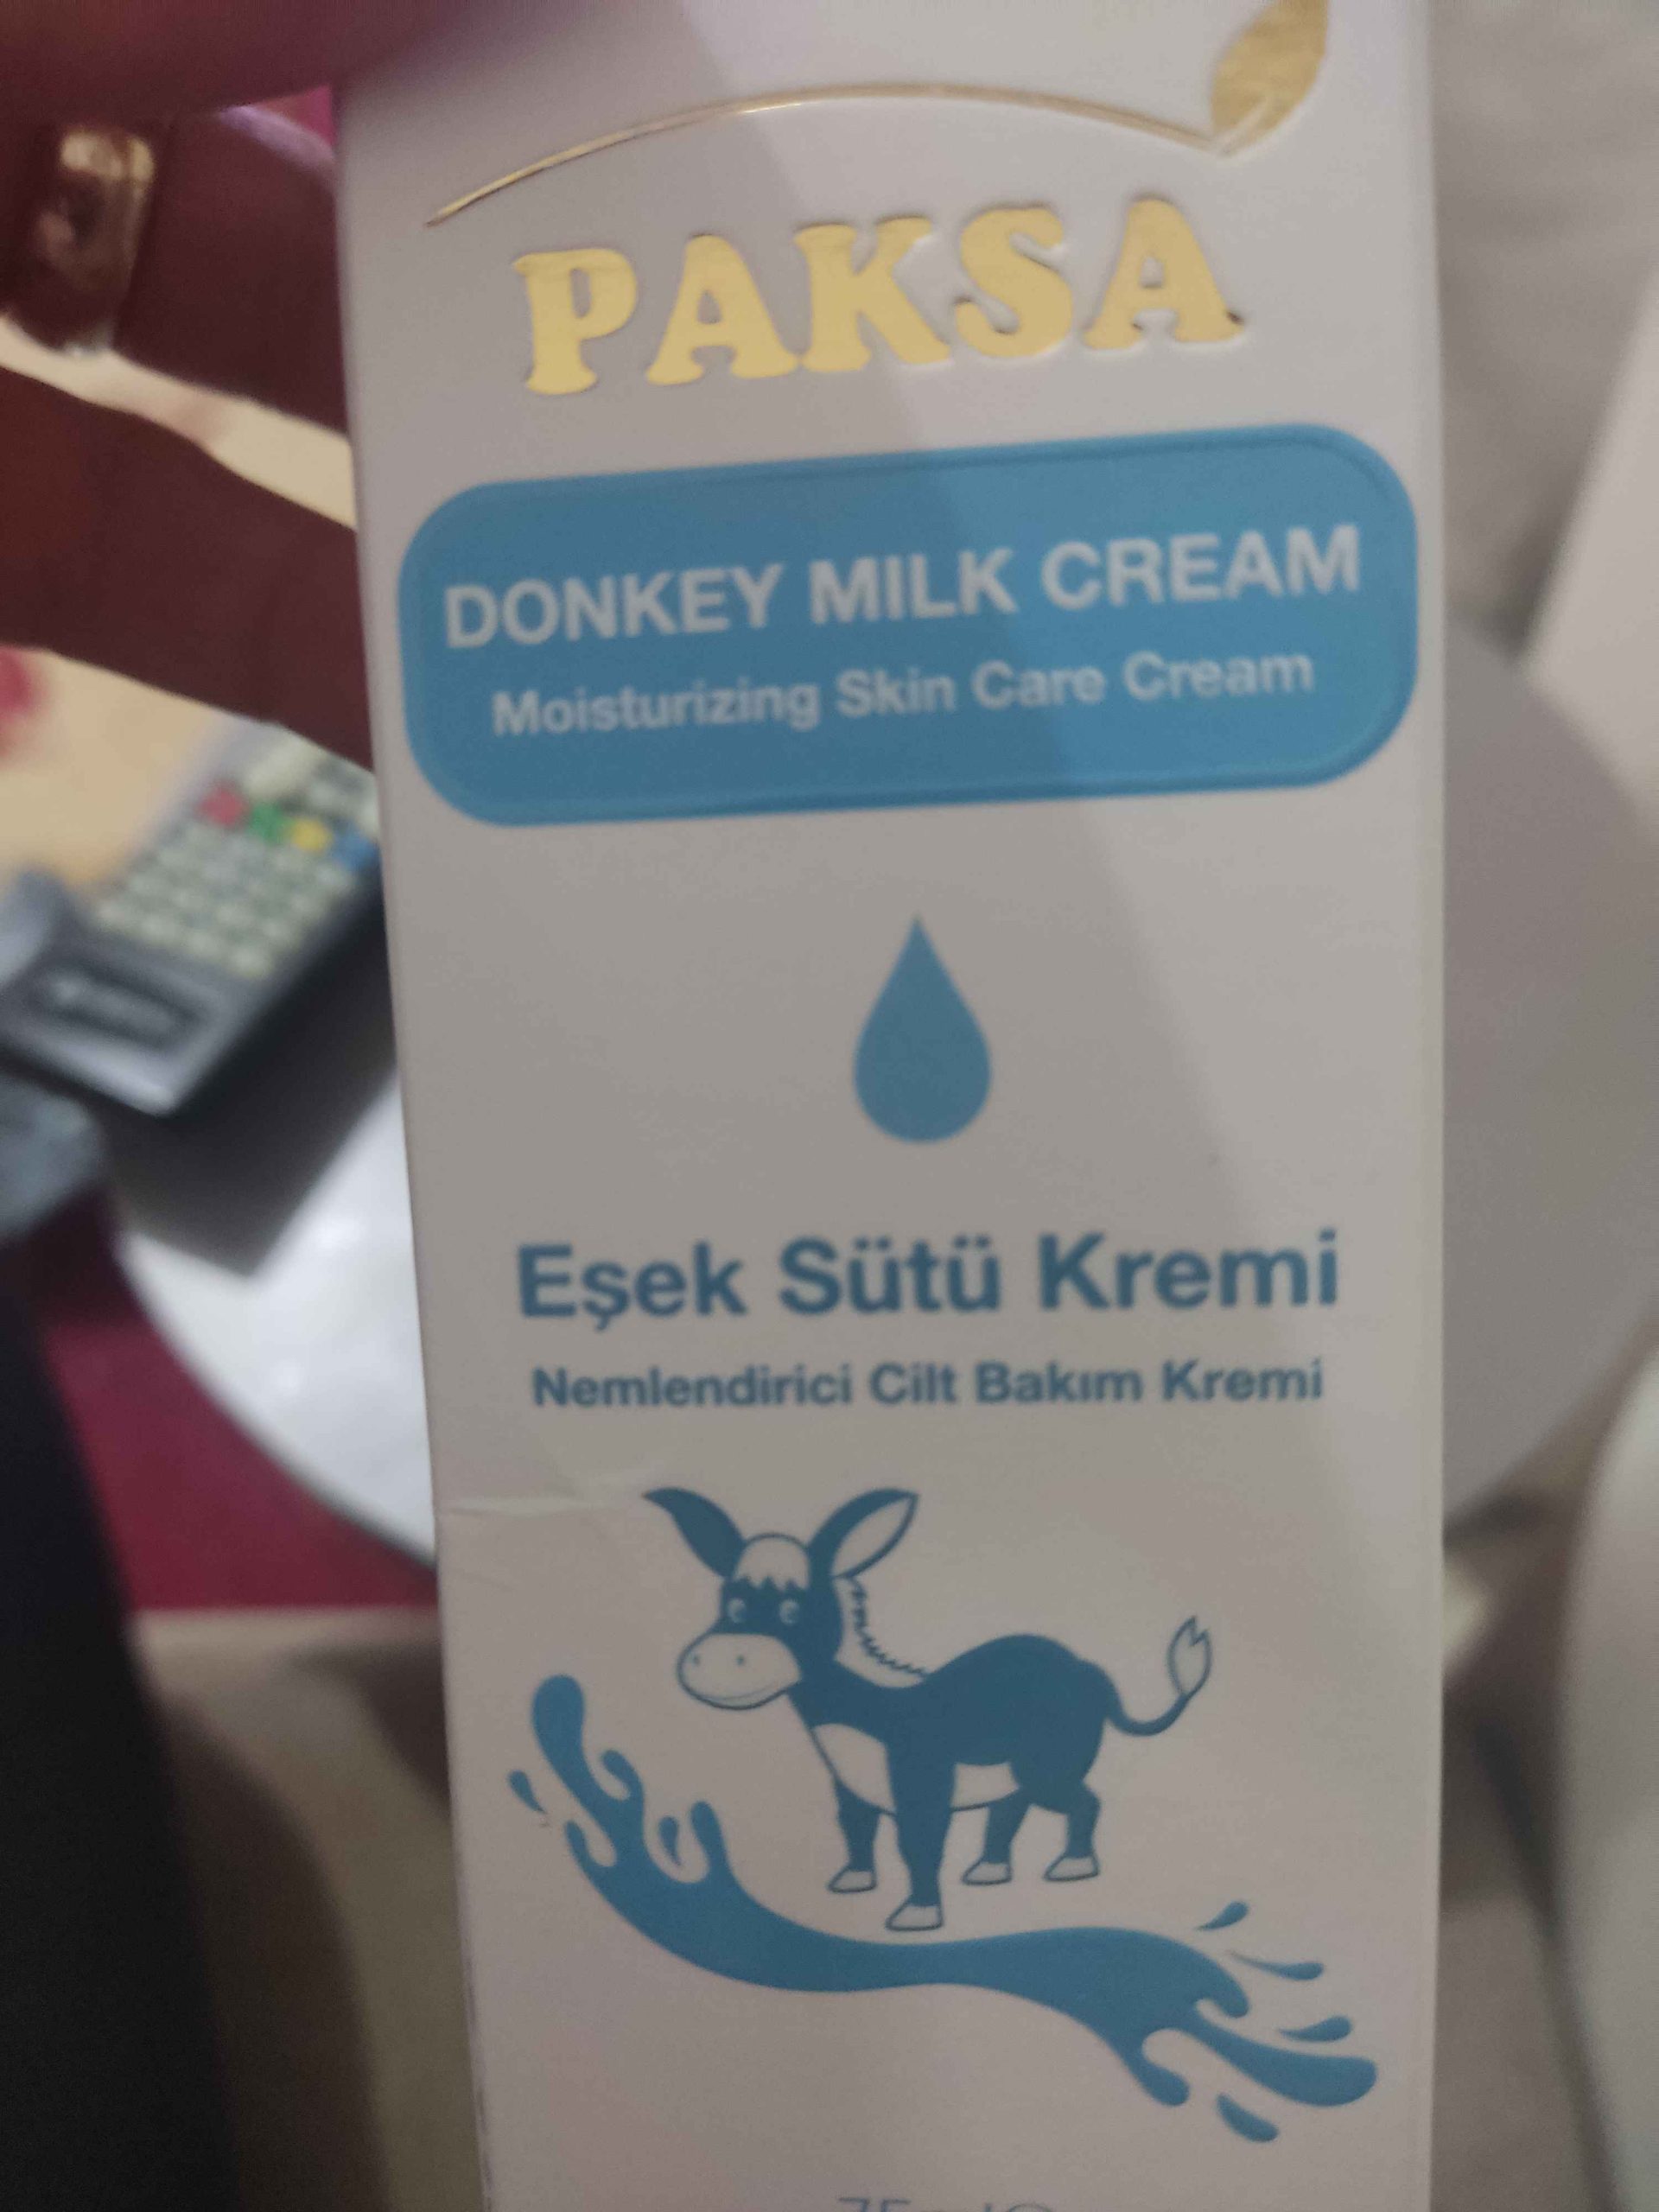 PAKSA
DONKEY MILK CREAM
Moisturizing Skin Care Cream
Eşek Sütü Kremi
Nemlendirici Cilt Bakım Kremi